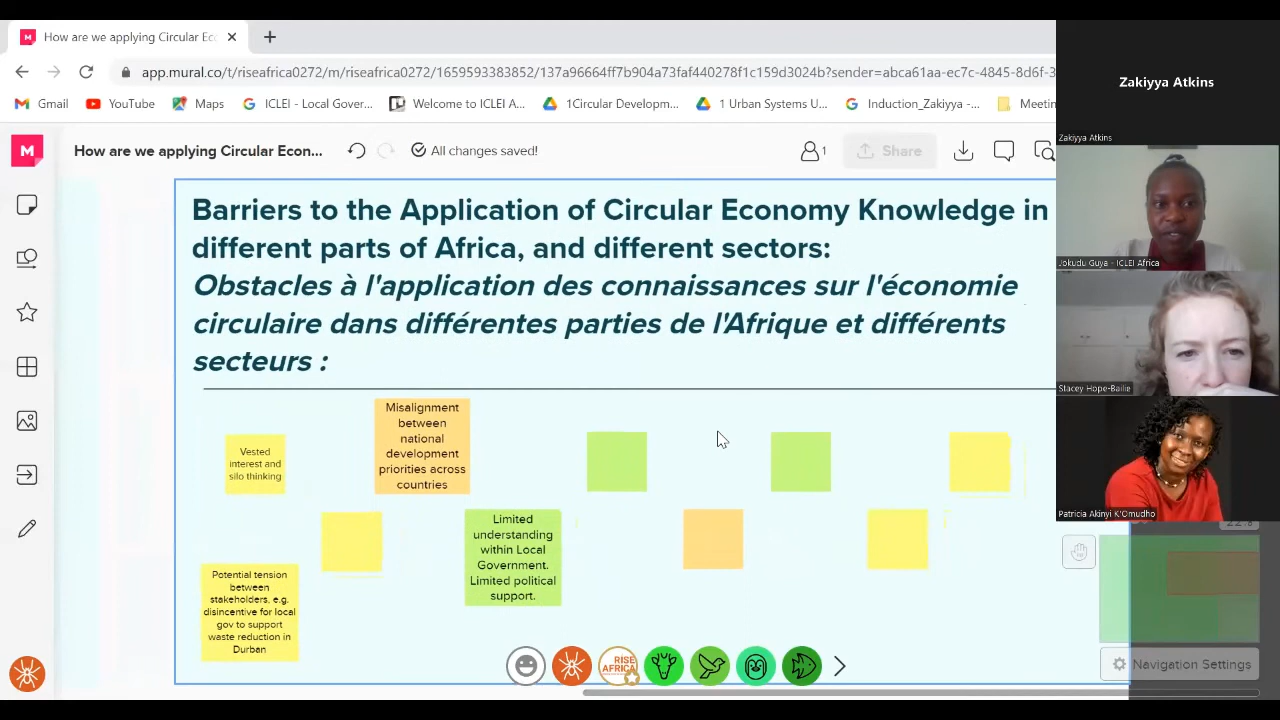 How are we applying Circular Ec
app.mural.co/t/riseafrica0272/m/riseafrica0272/1659593383852/137a96664ff7b904a73faf440278f1c159d3024b?sender=abca61aa-ec7c-4845-8d6f-3
Gmail
YouTube
Maps
ICLEI - Local Gover...
Welcome to ICLEI A...
1Circular Developm...
1 Urban Systems U...
Induction_Zakiyya -...
Meetin
M
How are we applying Circular Econ...
All changes saved!
1
Share
Barriers to the Application of Circular Economy Knowledge in
different parts of Africa, and different sectors:
Obstacles à l'application des connaissances sur l'économie
circulaire dans différentes parties de l'Afrique et différents
secteurs :
Vested
interest and
silo thinking
Misalignment
between
national
development
priorities across
countries
Limited
understanding
within Local
Government.
Limited political
support.
Potential tension
between
stakeholders, e.g.
disincentive for local
gov to support
waste reduction in
Durban
RISE
AFRICA
22%
Navigation Settings
Zakiyya Atkins
Zakiyya Atkins
Jokudu Guya - ICLEI Africa
Stacey Hope-Bailie
Patricia Akinyi K'Omudho